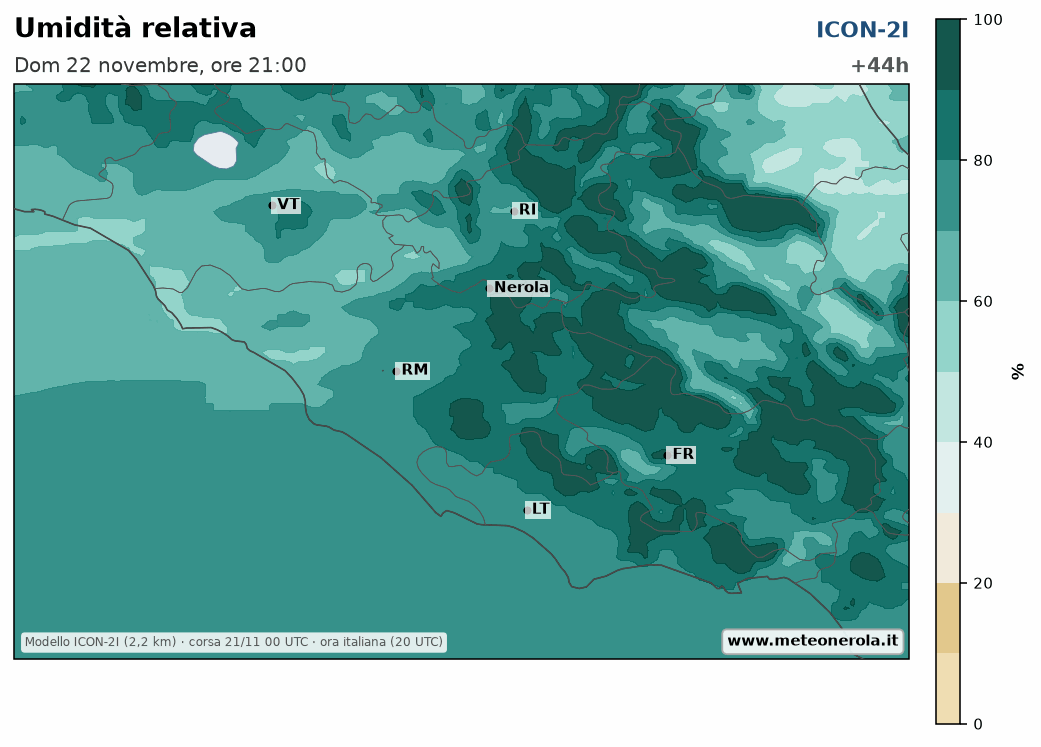 Umidità relativa
ICON-2I
Dom 22 novembre, ore 21:00
+44h
VT
RI
Nerola
RM
FR
LT
Modello ICON-2I (2,2 km) · corsa 21/11 00 UTC · ora italiana (20 UTC)
www.meteonerola.it
100
80
60
40
20
0
%